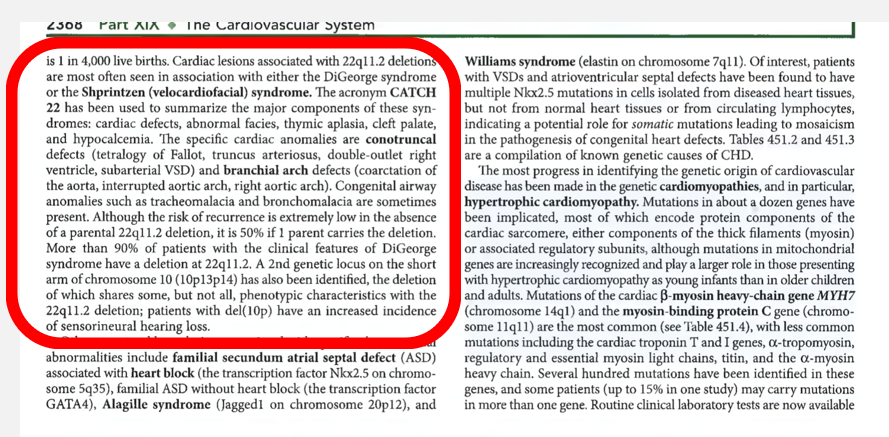 2368 Part XIX ◆ The Cardiovascular System
is 1 in 4,000 live births. Cardiac lesions associated with 22q11.2 deletions
are most often seen in association with either the DiGeorge syndrome
or the Shprintzen (velocardiofacial) syndrome. The acronym CATCH
22 has been used to summarize the major components of these syn-
dromes: cardiac defects, abnormal facies, thymic aplasia, cleft palate,
and hypocalcemia. The specific cardiac anomalies are conotruncal
defects (tetralogy of Fallot, truncus arteriosus, double-outlet right
ventricle, subarterial VSD) and branchial arch defects (coarctation of
the aorta, interrupted aortic arch, right aortic arch). Congenital airway
anomalies such as tracheomalacia and bronchomalacia are sometimes
present. Although the risk of recurrence is extremely low in the absence
of a parental 22q11.2 deletion, it is 50% if 1 parent carries the deletion.
More than 90% of patients with the clinical features of DiGeorge
syndrome have a deletion at 22q11.2. A 2nd genetic locus on the short
arm of chromosome 10 (10p13p14) has also been identified, the deletion
of which shares some, but not all, phenotypic characteristics with the
22q11.2 deletion; patients with del(10p) have an increased incidence
of sensorineural hearing loss.
abnormalities include familial secundum atrial septal defect (ASD)
associated with heart block (the transcription factor Nkx2.5 on chromo-
some 5q35), familial ASD without heart block (the transcription factor
GATA4), Alagille syndrome (Jagged1 on chromosome 20p12), and
Williams syndrome (elastin on chromosome 7q11). Of interest, patients
with VSDs and atrioventricular septal defects have been found to have
multiple Nkx2.5 mutations in cells isolated from diseased heart tissues,
but not from normal heart tissues or from circulating lymphocytes,
indicating a potential role for somatic mutations leading to mosaicism
in the pathogenesis of congenital heart defects. Tables 451.2 and 451.3
are a compilation of known genetic causes of CHD.
The most progress in identifying the genetic origin of cardiovascular
disease has been made in the genetic cardiomyopathies, and in particular,
hypertrophic cardiomyopathy. Mutations in about a dozen genes have
been implicated, most of which encode protein components of the
cardiac sarcomere, either components of the thick filaments (myosin)
or associated regulatory subunits, although mutations in mitochondrial
genes are increasingly recognized and play a larger role in those presenting
with hypertrophic cardiomyopathy as young infants than in older children
and adults. Mutations of the cardiac β-myosin heavy-chain gene MYH7
(chromosome 14q1) and the myosin-binding protein C gene (chromo-
some 11q11) are the most common (see Table 451.4), with less common
mutations including the cardiac troponin T and I genes, α-tropomyosin,
regulatory and essential myosin light chains, titin, and the α-myosin
heavy chain. Several hundred mutations have been identified in these
genes, and some patients (up to 15% in one study) may carry mutations
in more than one gene. Routine clinical laboratory tests are now available